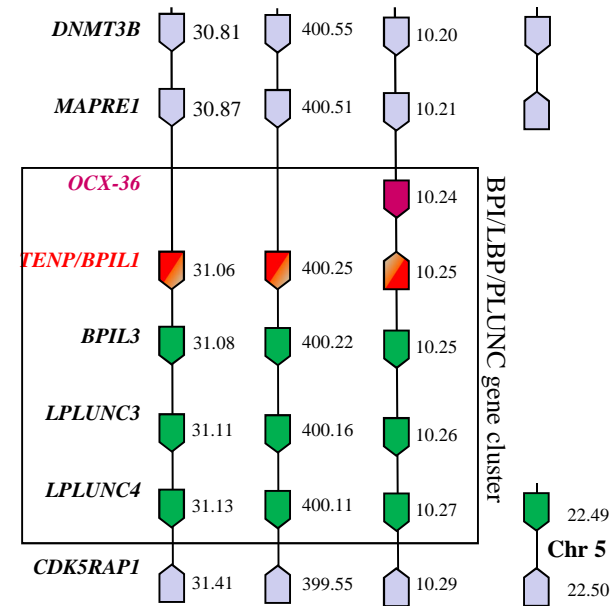 DNMT3B 30.81 400.55 10.20
MAPRE1 30.87 400.51 10.21
OCX-36 10.24
TENP/BPIL1 31.06 400.25 10.25
BPIL3 31.08 400.22 10.25
LPLUNC3 31.11 400.16 10.26
LPLUNC4 31.13 400.11 10.27 22.49
BPI/LBP/PLUNC gene cluster
Chr 5
CDK5RAP1 31.41 399.55 10.29 22.50